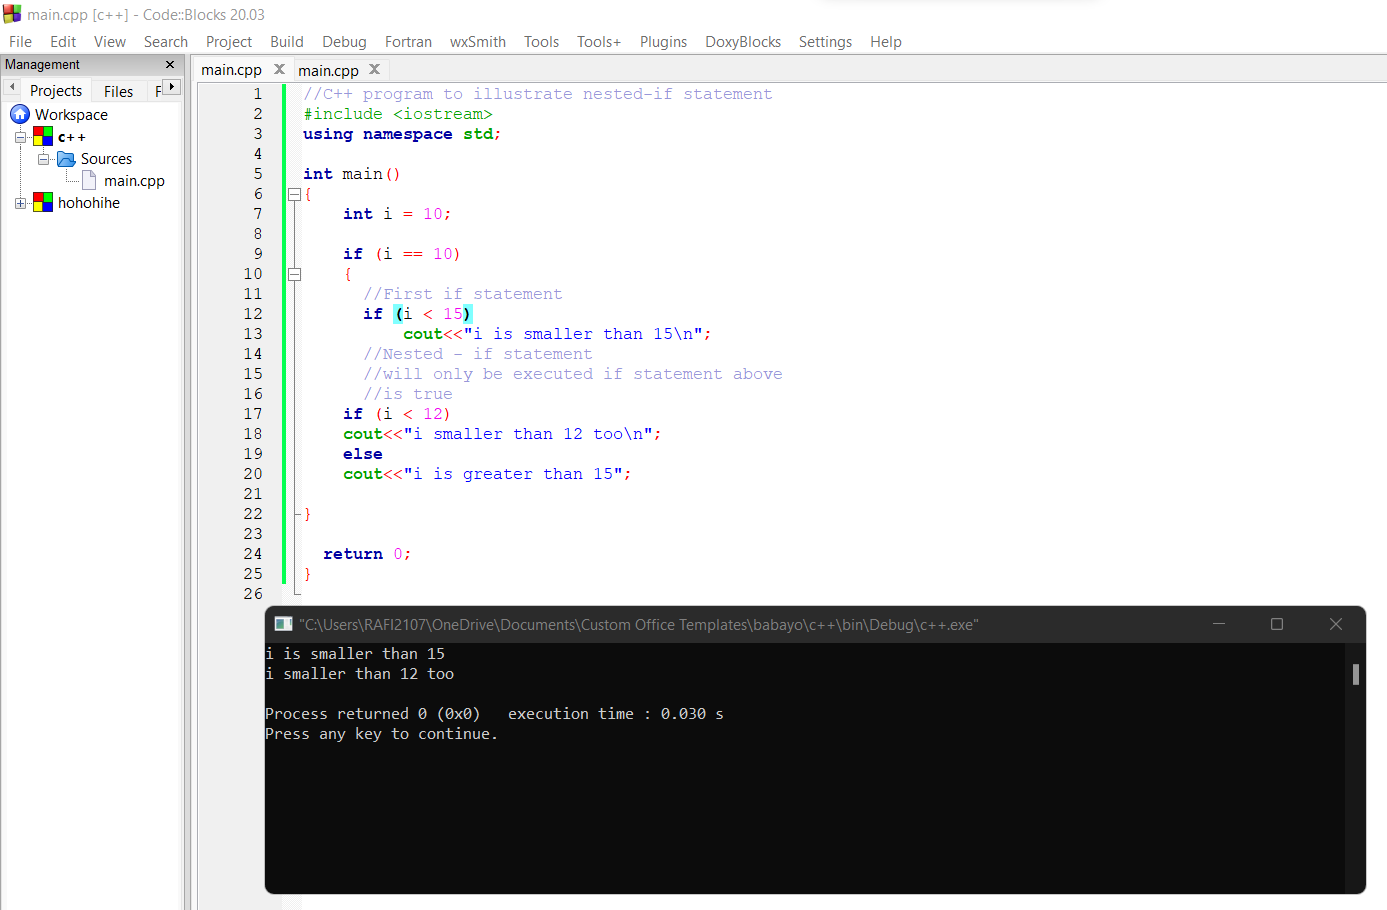 main.cpp [c++] - Code::Blocks 20.03
File Edit View Search Project Build Debug Fortran wxSmith Tools Tools+ Plugins DoxyBlocks Settings Help
Management
Projects Files F
Workspace
c++
Sources
main.cpp
hohohihe
main.cpp main.cpp
1 //C++ program to illustrate nested-if statement
2 #include <iostream>
3 using namespace std;
4
5 int main()
6 {
7 int i = 10;
8
9 if (i == 10)
10 {
11 //First if statement
12 if (i < 15)
13 cout<<"i is smaller than 15\n";
14 //Nested - if statement
15 //will only be executed if statement above
16 //is true
17 if (i < 12)
18 cout<<"i smaller than 12 too\n";
19 else
20 cout<<"i is greater than 15";
21
22 }
23
24 return 0;
25 }
26
"C:\Users\RAFI2107\OneDrive\Documents\Custom Office Templates\babayo\c++\bin\Debug\c++.exe"
i is smaller than 15
i smaller than 12 too
Process returned 0 (0x0) execution time : 0.030 s
Press any key to continue.